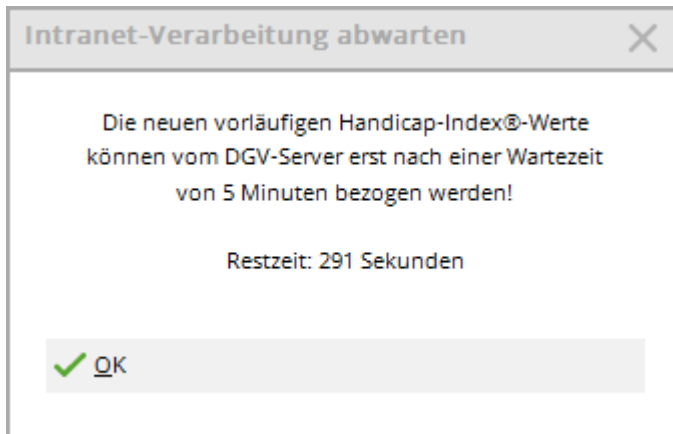 Intranet-Verarbeitung abwarten
Die neuen vorläufigen Handicap-Index®-Werte
können vom DGV-Server erst nach einer Wartezeit
von 5 Minuten bezogen werden!
Restzeit: 291 Sekunden
OK